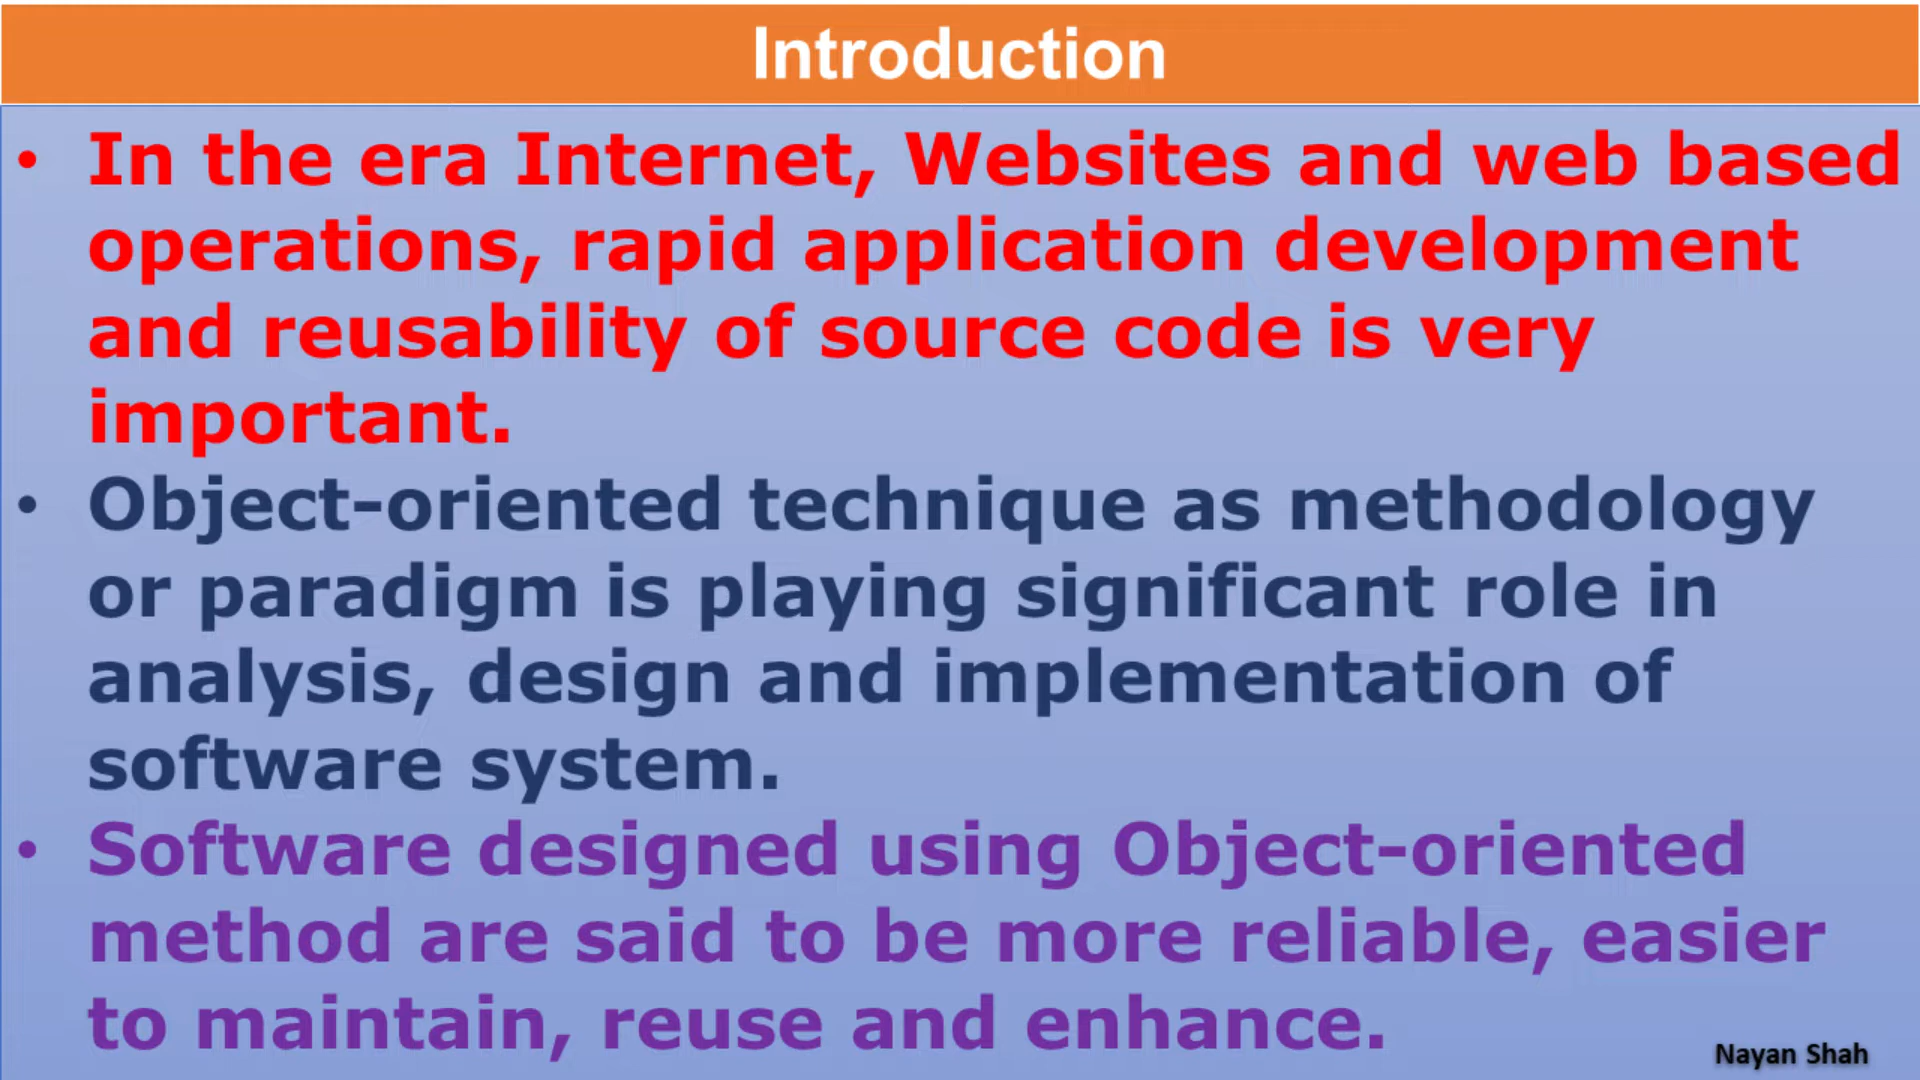 Introduction
• In the era Internet, Websites and web based
operations, rapid application development
and reusability of source code is very
important.
• Object-oriented technique as methodology
or paradigm is playing significant role in
analysis, design and implementation of
software system.
• Software designed using Object-oriented
method are said to be more reliable, easier
to maintain, reuse and enhance.
Nayan Shah